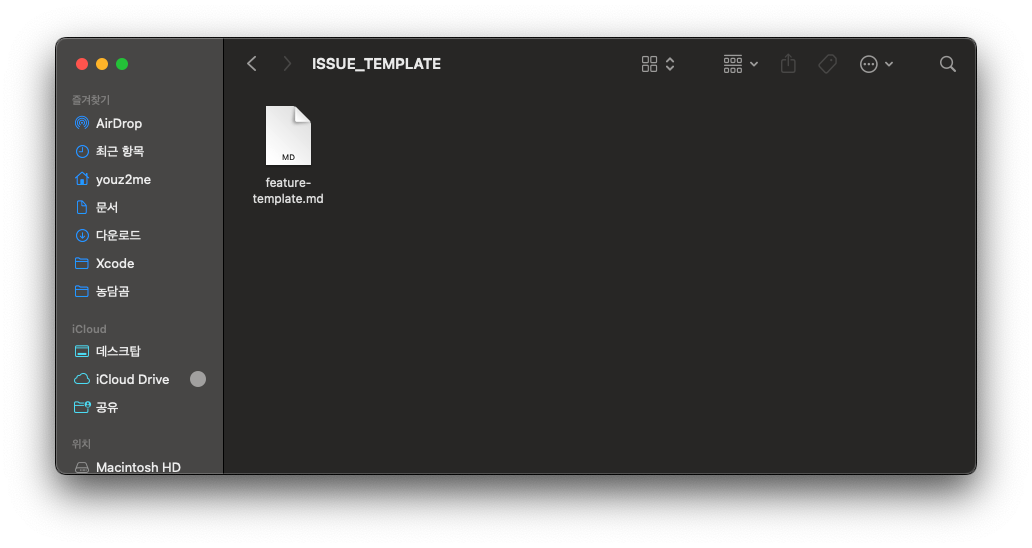 ISSUE_TEMPLATE
즐겨찾기
AirDrop
최근 항목
youz2me
문서
다운로드
Xcode
농담곰
iCloud
데스크탑
iCloud Drive
공유
위치
Macintosh HD
MD
feature-
template.md